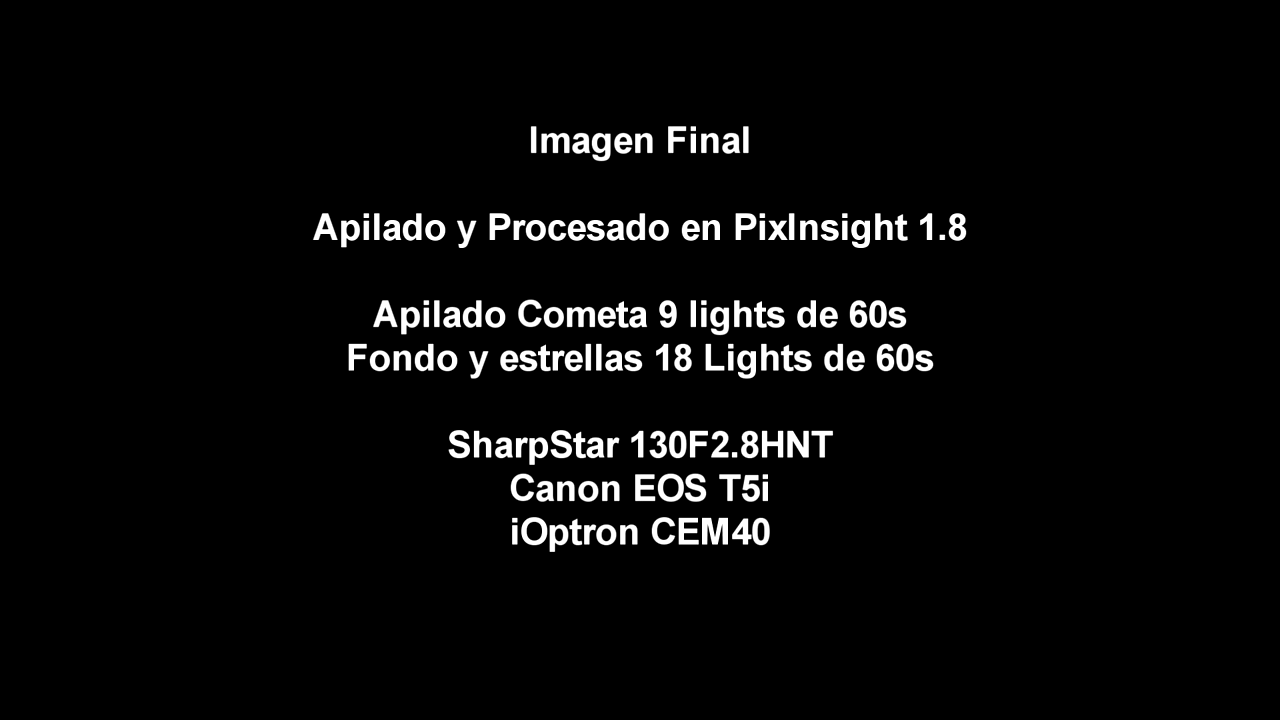 Imagen Final
Apilado y Procesado en PixInsight 1.8
Apilado Cometa 9 lights de 60s
Fondo y estrellas 18 Lights de 60s
SharpStar 130F2.8HNT
Canon EOS T5i
iOptron CEM40